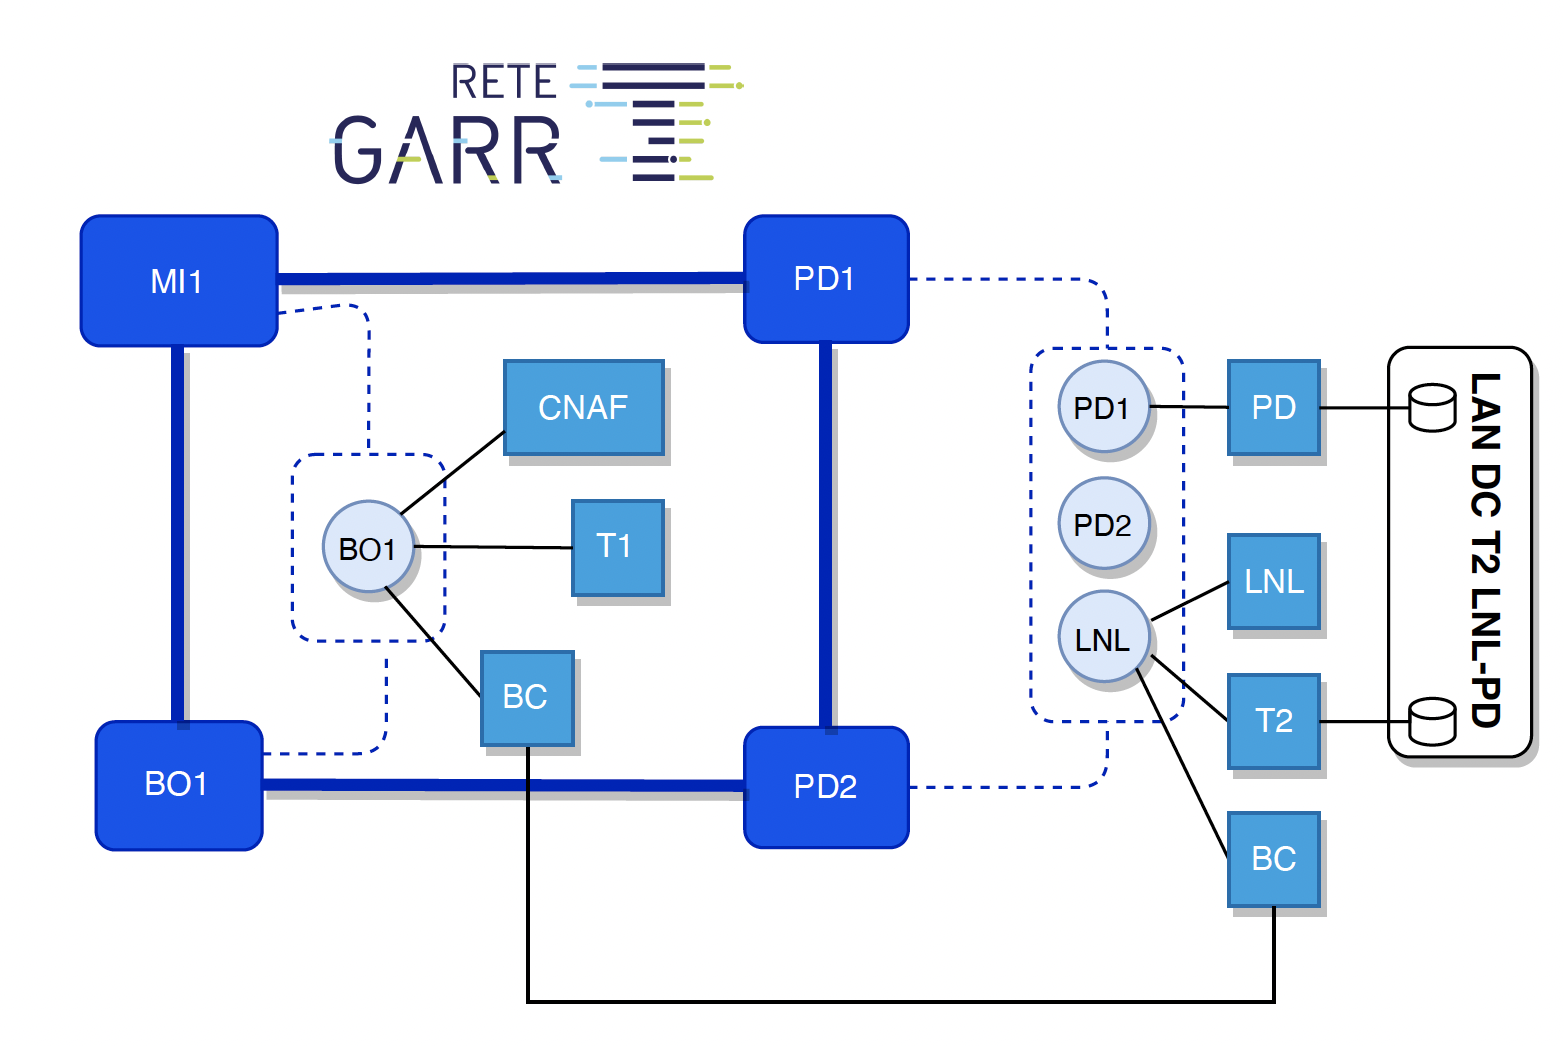 RETE
GARR
MI1
PD1
CNAF
PD1
PD
BO1
T1
PD2
LNL
LNL
BC
T2
BO1
PD2
BC
LAN DC T2 LNL-PD